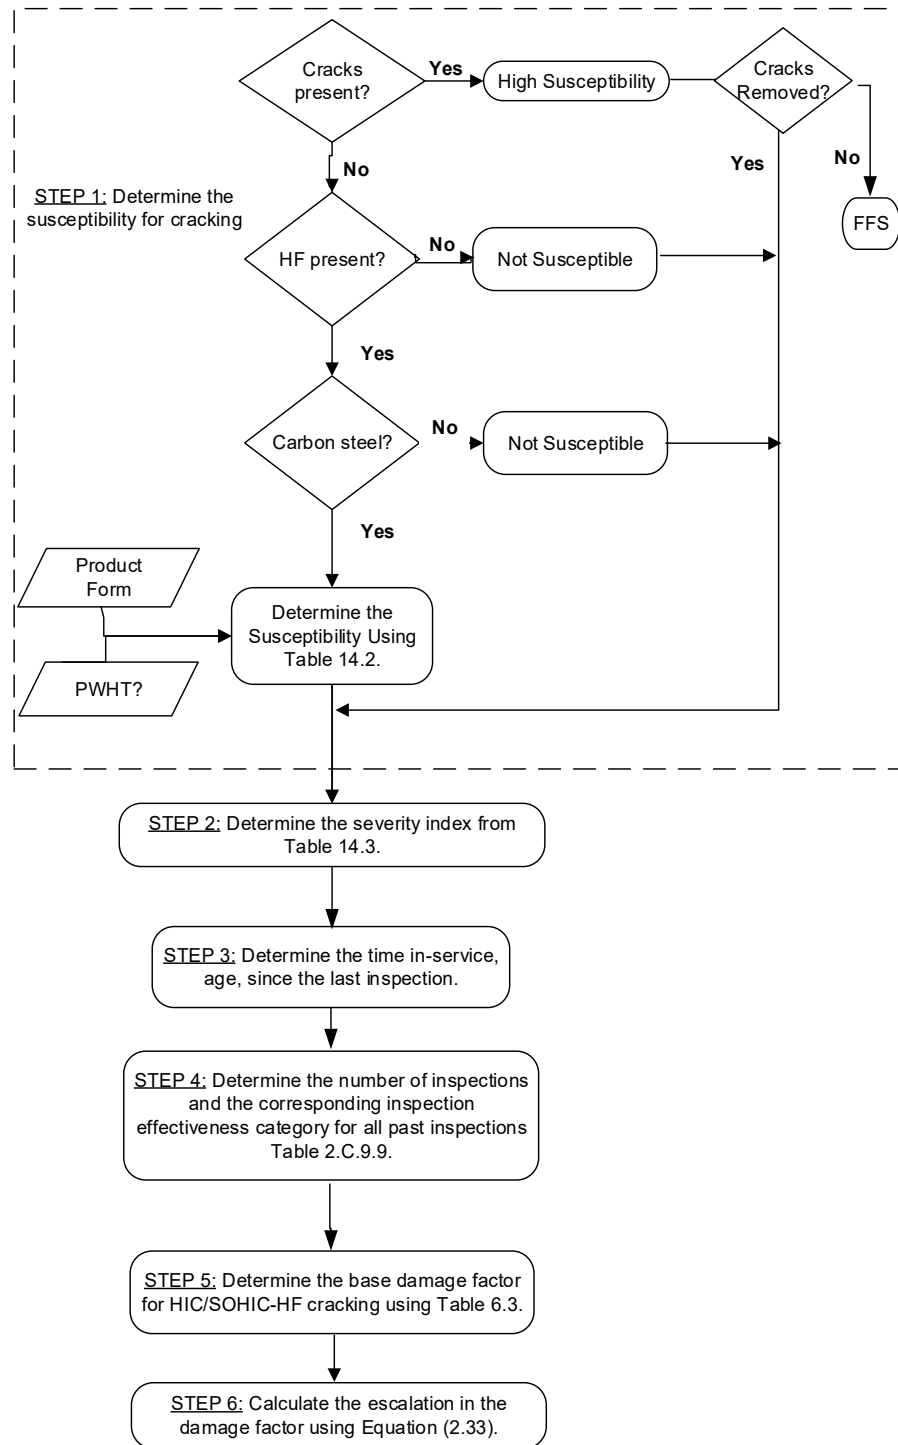 Cracks
present?
Yes
High Susceptibility
Cracks
Removed?
No
Yes
No
FFS
STEP 1: Determine the
susceptibility for cracking
HF present?
No
Not Susceptible
Yes
Carbon steel?
No
Not Susceptible
Yes
Product
Form
PWHT?
Determine the
Susceptibility Using
Table 14.2.
STEP 2: Determine the severity index from
Table 14.3.
STEP 3: Determine the time in-service,
age, since the last inspection.
STEP 4: Determine the number of inspections
and the corresponding inspection
effectiveness category for all past inspections
Table 2.C.9.9.
STEP 5: Determine the base damage factor
for HIC/SOHIC-HF cracking using Table 6.3.
STEP 6: Calculate the escalation in the
damage factor using Equation (2.33).